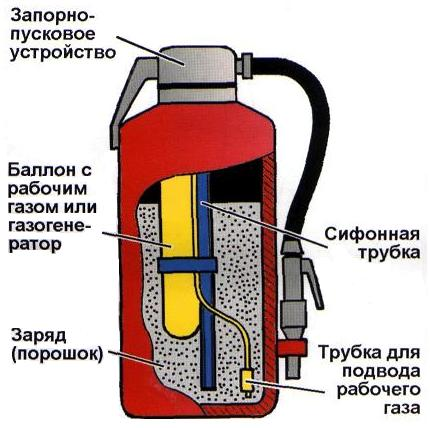 Запорно-
пусковое
устройство
Баллон с
рабочим
газом или
газогене-
ратор
Сифонная
трубка
Заряд
(порошок)
Трубка для
подвода
рабочего
газа